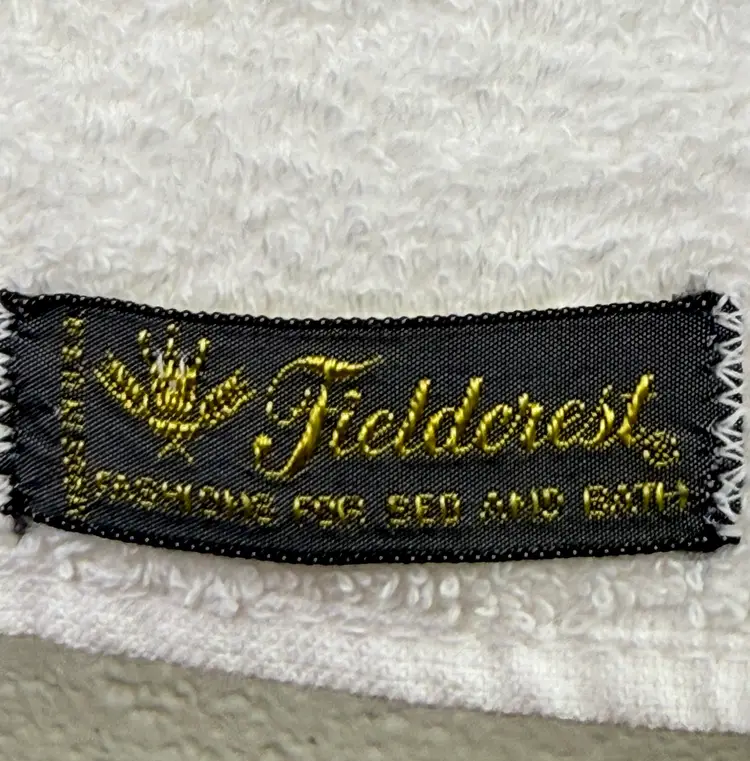 Fieldcrest®
FASHIONS FOR BED AND BATH